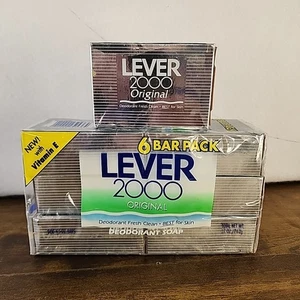 LEVER
2000
Original
Deodorant Fresh Clean • BEST for Skin
6 BAR PACK
NEW! with
Vitamin E
LEVER
2000
ORIGINAL
Deodorant Fresh Clean • BEST for Skin
DEODORANT SOAP